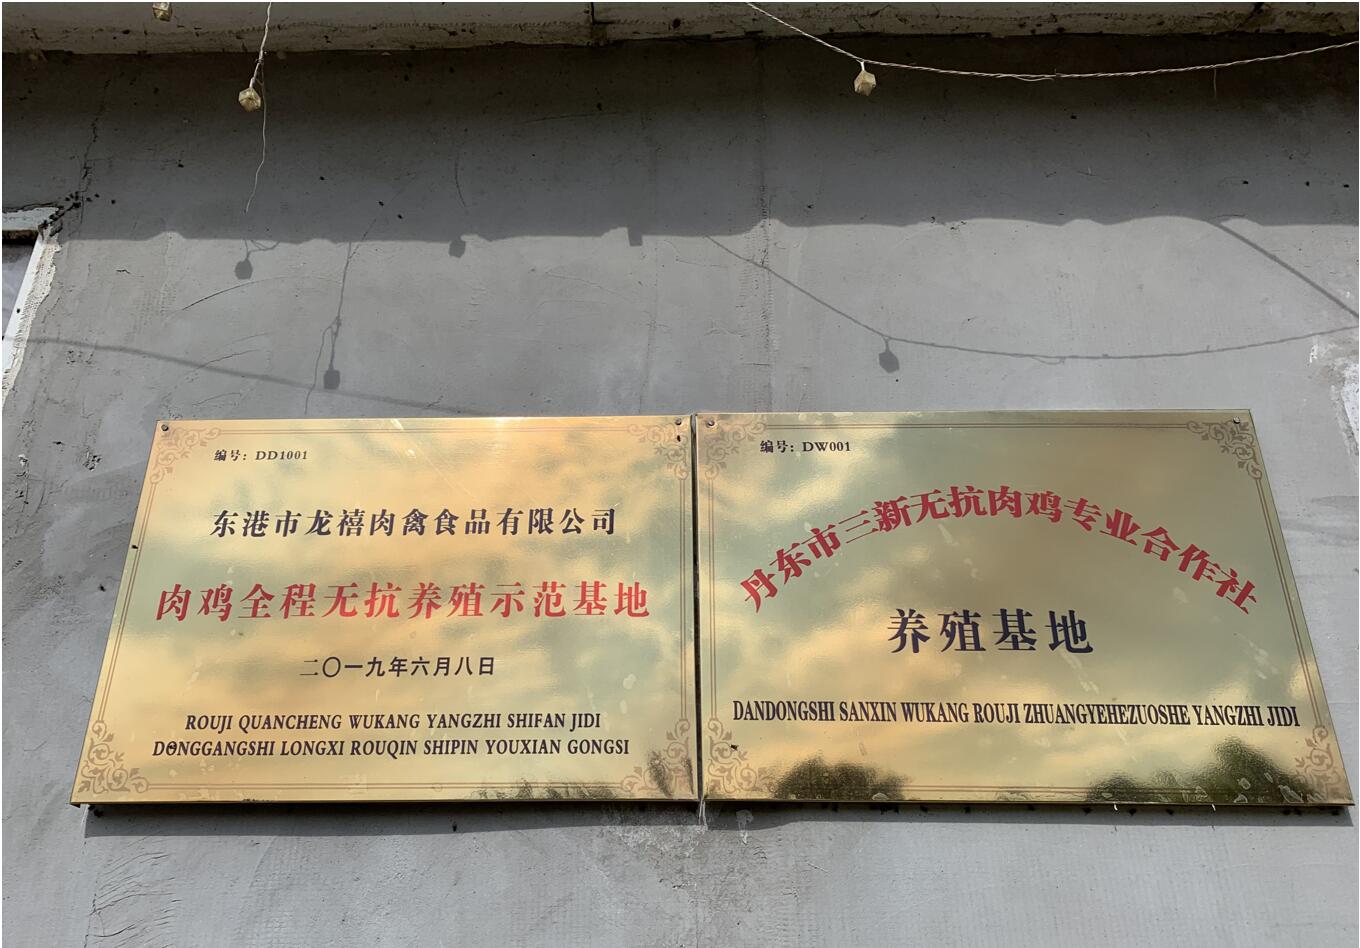 编号：DD1001
东港市龙禧肉禽食品有限公司
肉鸡全程无抗养殖示范基地
二〇一九年六月八日
ROUJI QUANCHENG WUKANG YANGZHI SHIFAN JIDI
DONGGANGSHI LONGXI ROUQIN SHIPIN YOUXIAN GONGSI
编号：DW001
丹东市三新无抗肉鸡专业合作社
养殖基地
DANDONGSHI SANXIN WUKANG ROUJI ZHUANGYEHEZUOSHE YANGZHI JIDI